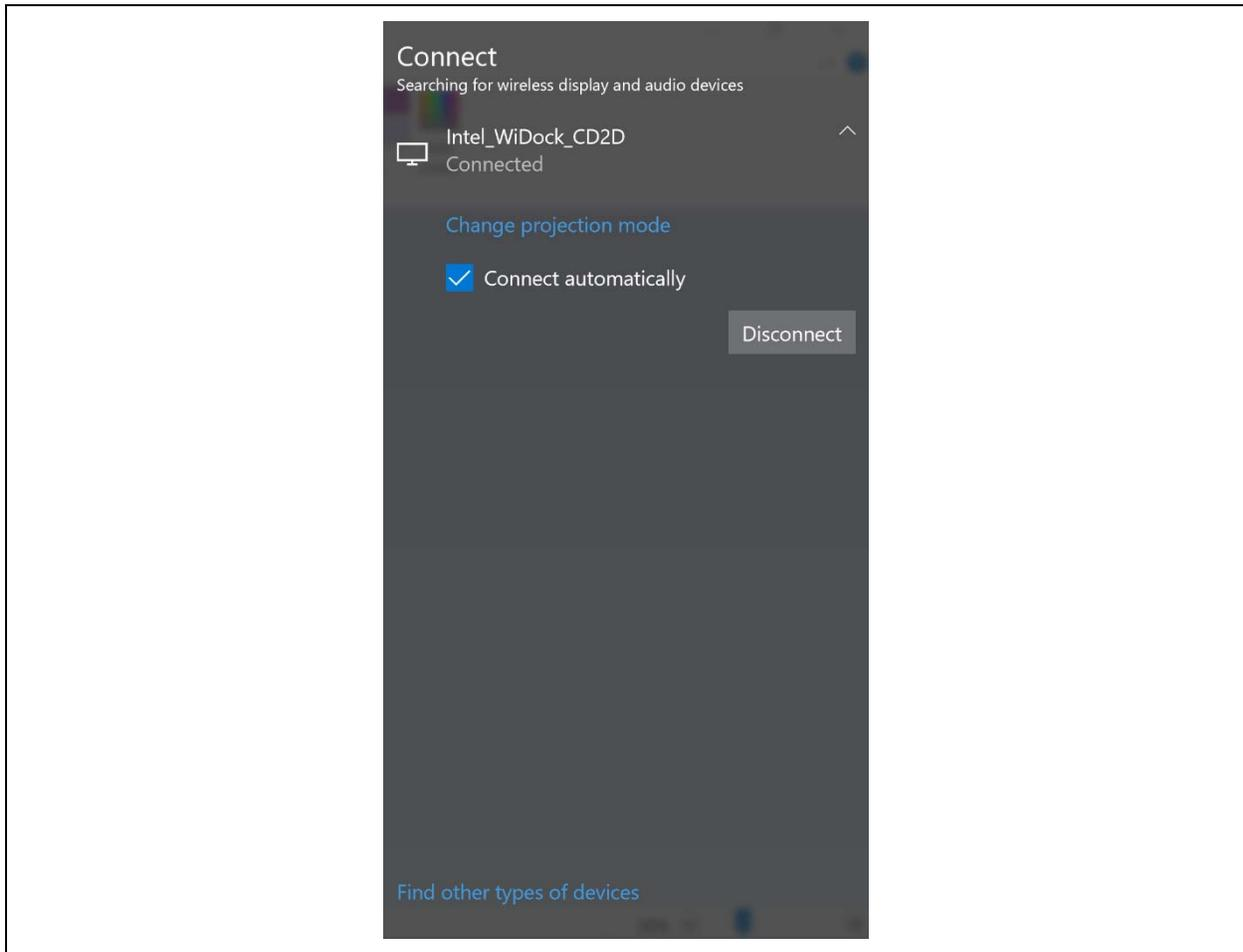 Connect
Searching for wireless display and audio devices
Intel_WiDock_CD2D
Connected
Change projection mode
Connect automatically
Disconnect
Find other types of devices